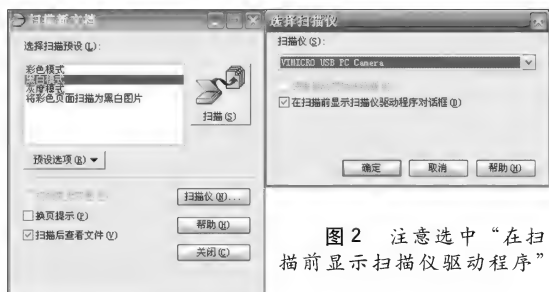 扫描新文档
选择扫描预设(L):
彩色模式
黑白模式
灰度模式
将彩色页面扫描为黑白图片
扫描(S)
预设选项(R)
扫描仪(N)...
换页提示(P)
帮助(H)
扫描后查看文件(V)
关闭(C)
选择扫描仪
扫描仪(S):
VIMICRO USB PC Camera
在扫描前显示扫描仪驱动程序对话框(D)
确定
取消
帮助(H)
图2 注意选中“在扫
描前显示扫描仪驱动程序”